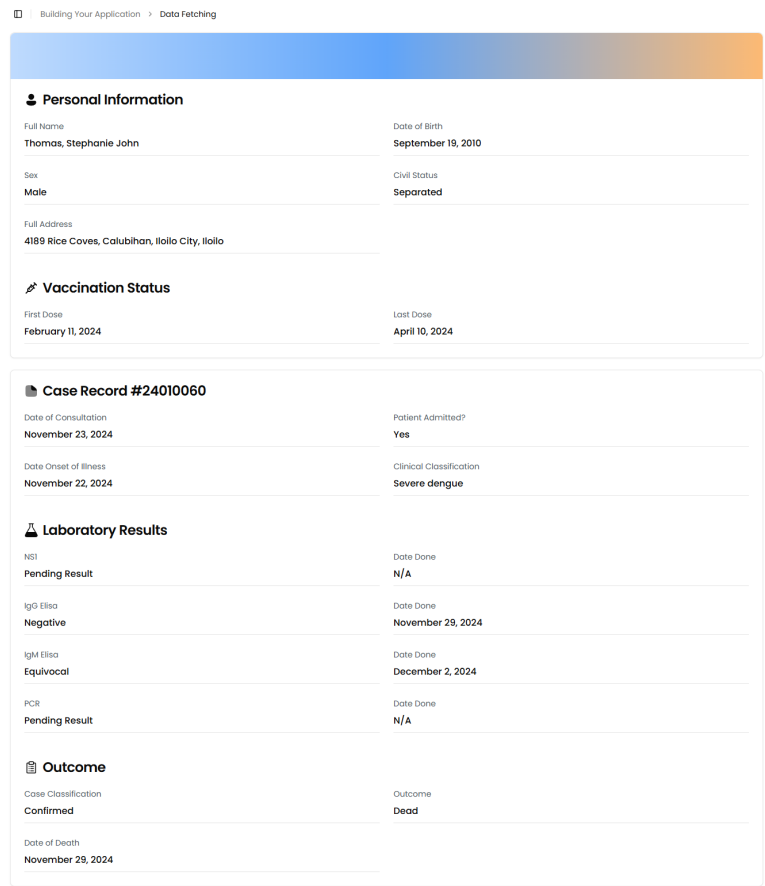 Building Your Application > Data Fetching
Personal Information
Full Name
Date of Birth
Thomas, Stephanie John
September 19, 2010
Sex
Civil Status
Male
Separated
Full Address
4189 Rice Coves, Calubihan, Iloilo City, Iloilo
Vaccination Status
First Dose
Last Dose
February 11, 2024
April 10, 2024
Case Record #24010060
Date of Consultation
Patient Admitted?
November 23, 2024
Yes
Date Onset of Illness
Clinical Classification
November 22, 2024
Severe dengue
Laboratory Results
NS1
Date Done
Pending Result
N/A
IgG Elisa
Date Done
Negative
November 29, 2024
IgM Elisa
Date Done
Equivocal
December 2, 2024
PCR
Date Done
Pending Result
N/A
Outcome
Case Classification
Outcome
Confirmed
Dead
Date of Death
November 29, 2024